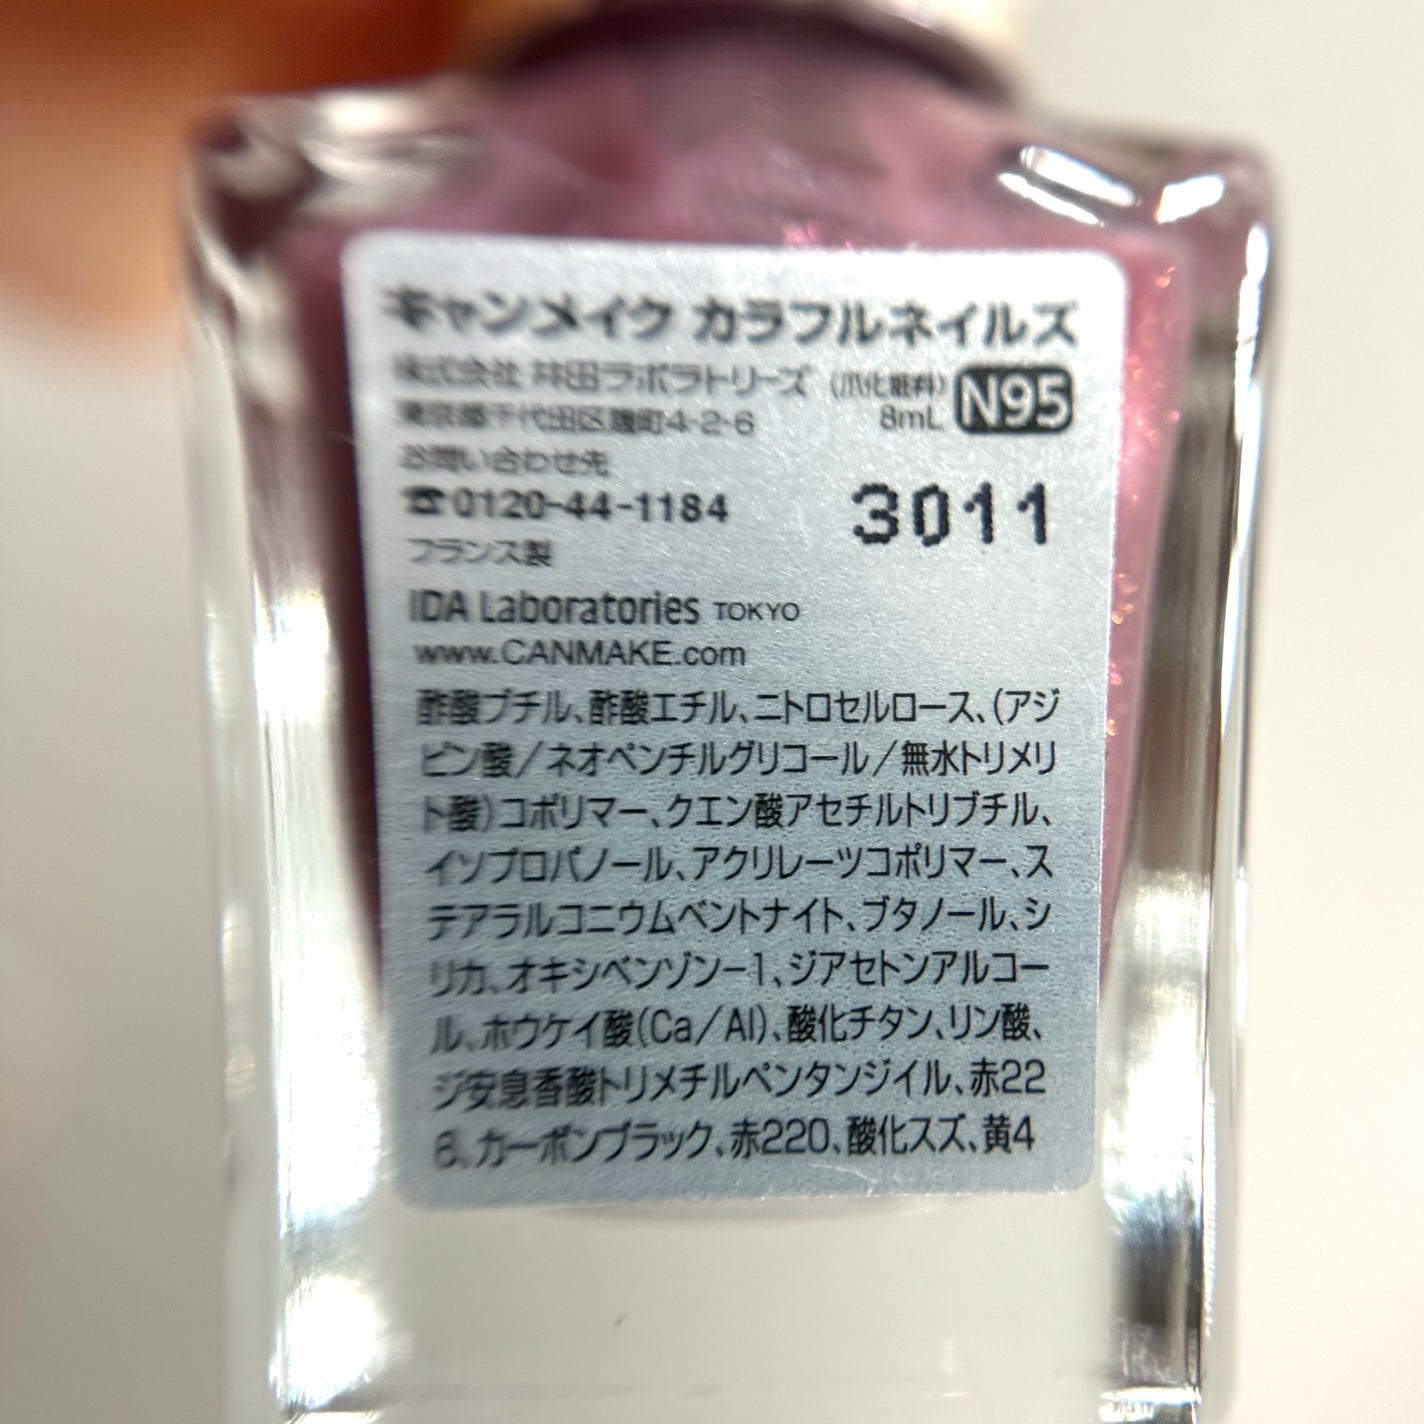 キャンメイク カラフルネイルズ
株式会社 井田ラボラトリーズ (爪化粧料) N95
東京都千代田区麹町4-2-6 8mL
お問い合わせ先
☎0120-44-1184 3011
フランス製
IDA Laboratories TOKYO
www.CANMAKE.com
酢酸ブチル、酢酸エチル、ニトロセルロース、(アジ
ピン酸/ネオペンチルグリコール/無水トリメリ
ト酸)コポリマー、クエン酸アセチルトリブチル、
イソプロパノール、アクリレーツコポリマー、ス
テアラルコニウムベントナイト、ブタノール、シ
リカ、オキシベンゾン-1、ジアセトンアルコー
ル、ホウケイ酸(Ca/Al)、酸化チタン、リン酸、
ジ安息香酸トリメチルペンタンジイル、赤22
6、カーボンブラック、赤220、酸化スズ、黄4